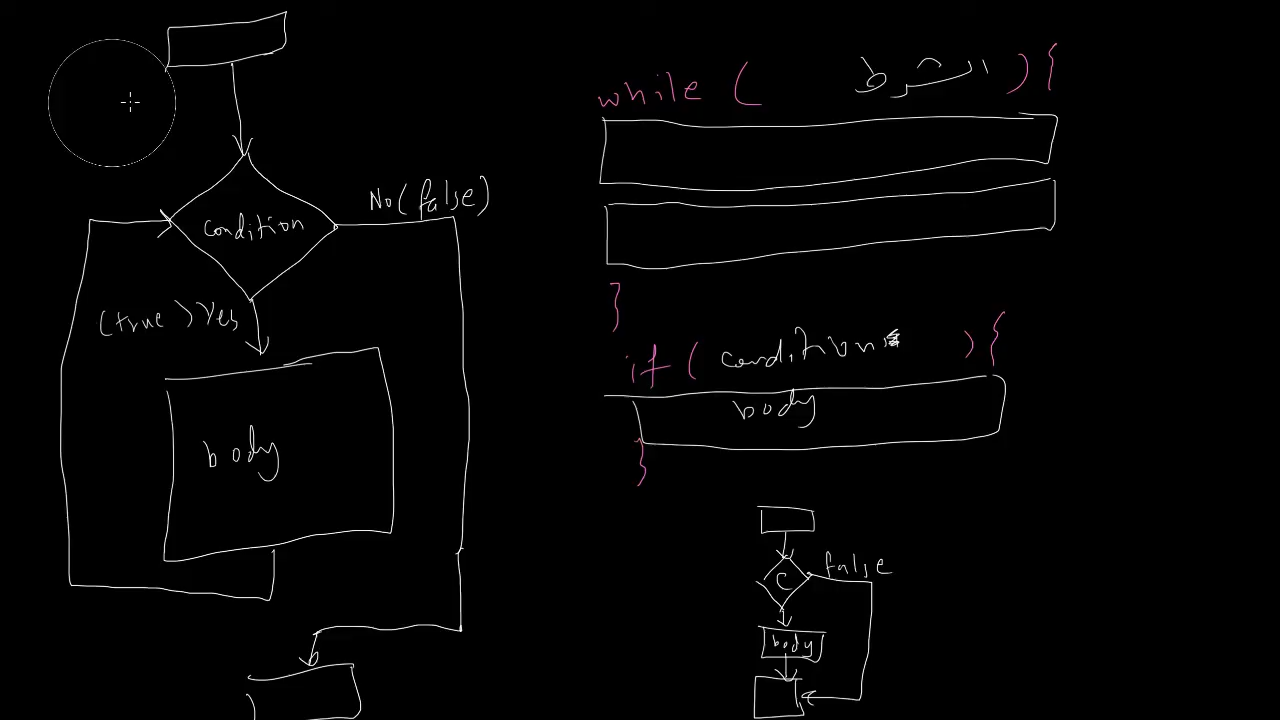 No(false)
condition
(true) Yes
body
while ( الشرط ){
}
if ( condition ){
body
}
false
C
body